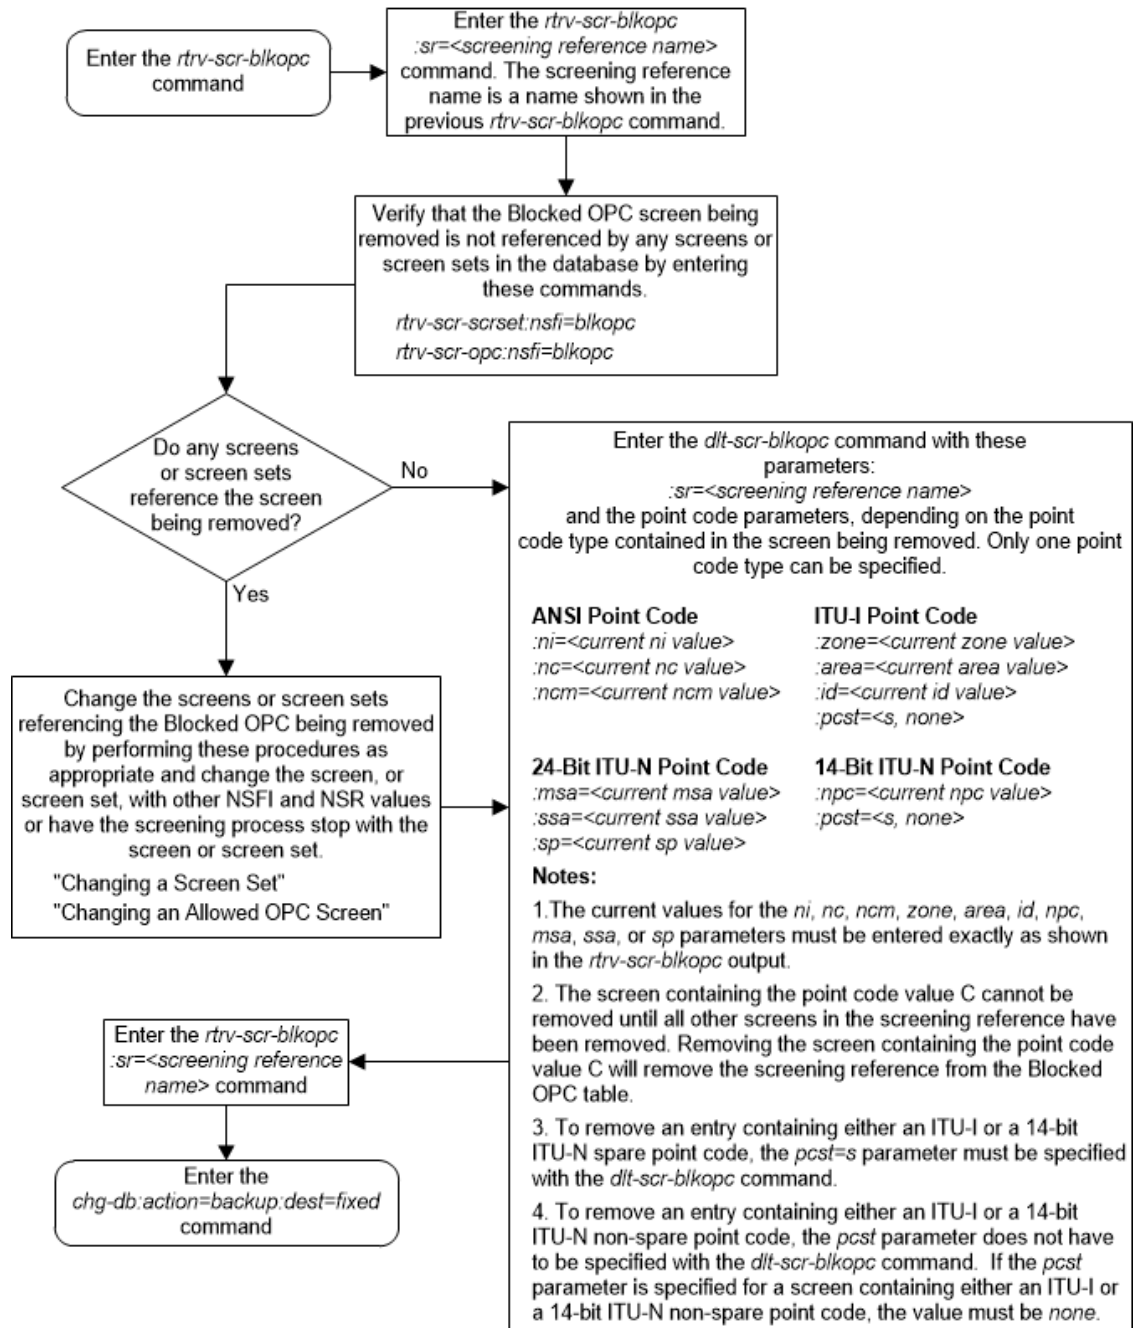 Enter the rtrv-scr-blkopc
command
Enter the rtrv-scr-blkopc
:sr=<screening reference name>
command. The screening reference
name is a name shown in the
previous rtrv-scr-blkopc command.
Verify that the Blocked OPC screen being
removed is not referenced by any screens or
screen sets in the database by entering
these commands.
rtrv-scr-scrset:nsfi=blkopc
rtrv-scr-opc:nsfi=blkopc
Do any screens
or screen sets
reference the screen
being removed?
No
Yes
Change the screens or screen sets
referencing the Blocked OPC being removed
by performing these procedures as
appropriate and change the screen, or
screen set, with other NSFI and NSR values
or have the screening process stop with the
screen or screen set.
"Changing a Screen Set"
"Changing an Allowed OPC Screen"
Enter the dlt-scr-blkopc command with these
parameters:
:sr=<screening reference name>
and the point code parameters, depending on the point
code type contained in the screen being removed. Only one point
code type can be specified.
ANSI Point Code
:ni=<current ni value>
:nc=<current nc value>
:ncm=<current ncm value>
ITU-I Point Code
:zone=<current zone value>
:area=<current area value>
:id=<current id value>
:pcst=<s, none>
24-Bit ITU-N Point Code
:msa=<current msa value>
:ssa=<current ssa value>
:sp=<current sp value>
14-Bit ITU-N Point Code
:npc=<current npc value>
:pcst=<s, none>
Notes:
1.The current values for the ni, nc, ncm, zone, area, id, npc,
msa, ssa, or sp parameters must be entered exactly as shown
in the rtrv-scr-blkopc output.
2. The screen containing the point code value C cannot be
removed until all other screens in the screening reference have
been removed. Removing the screen containing the point code
value C will remove the screening reference from the Blocked
OPC table.
3. To remove an entry containing either an ITU-I or a 14-bit
ITU-N spare point code, the pcst=s parameter must be specified
with the dlt-scr-blkopc command.
4. To remove an entry containing either an ITU-I or a 14-bit
ITU-N non-spare point code, the pcst parameter does not have
to be specified with the dlt-scr-blkopc command. If the pcst
parameter is specified for a screen containing either an ITU-I or
a 14-bit ITU-N non-spare point code, the value must be none.
Enter the rtrv-scr-blkopc
:sr=<screening reference
name> command
Enter the
chg-db:action=backup:dest=fixed
command